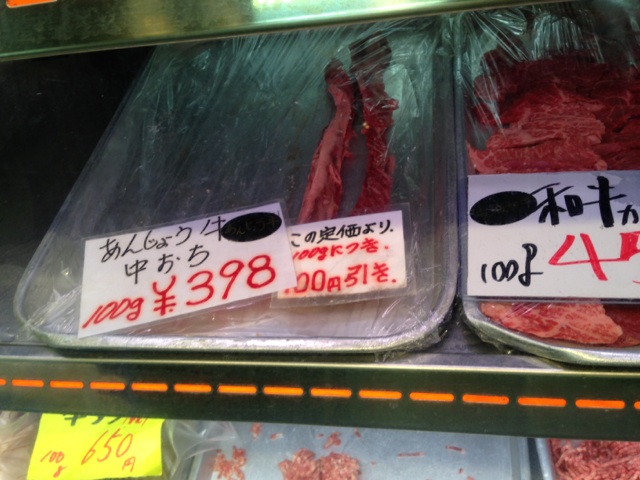 あんじょう牛
中おち
100g ¥398
この定価より、
100gにつき、
100円引き.
和牛カ
100g 45
100g 650円